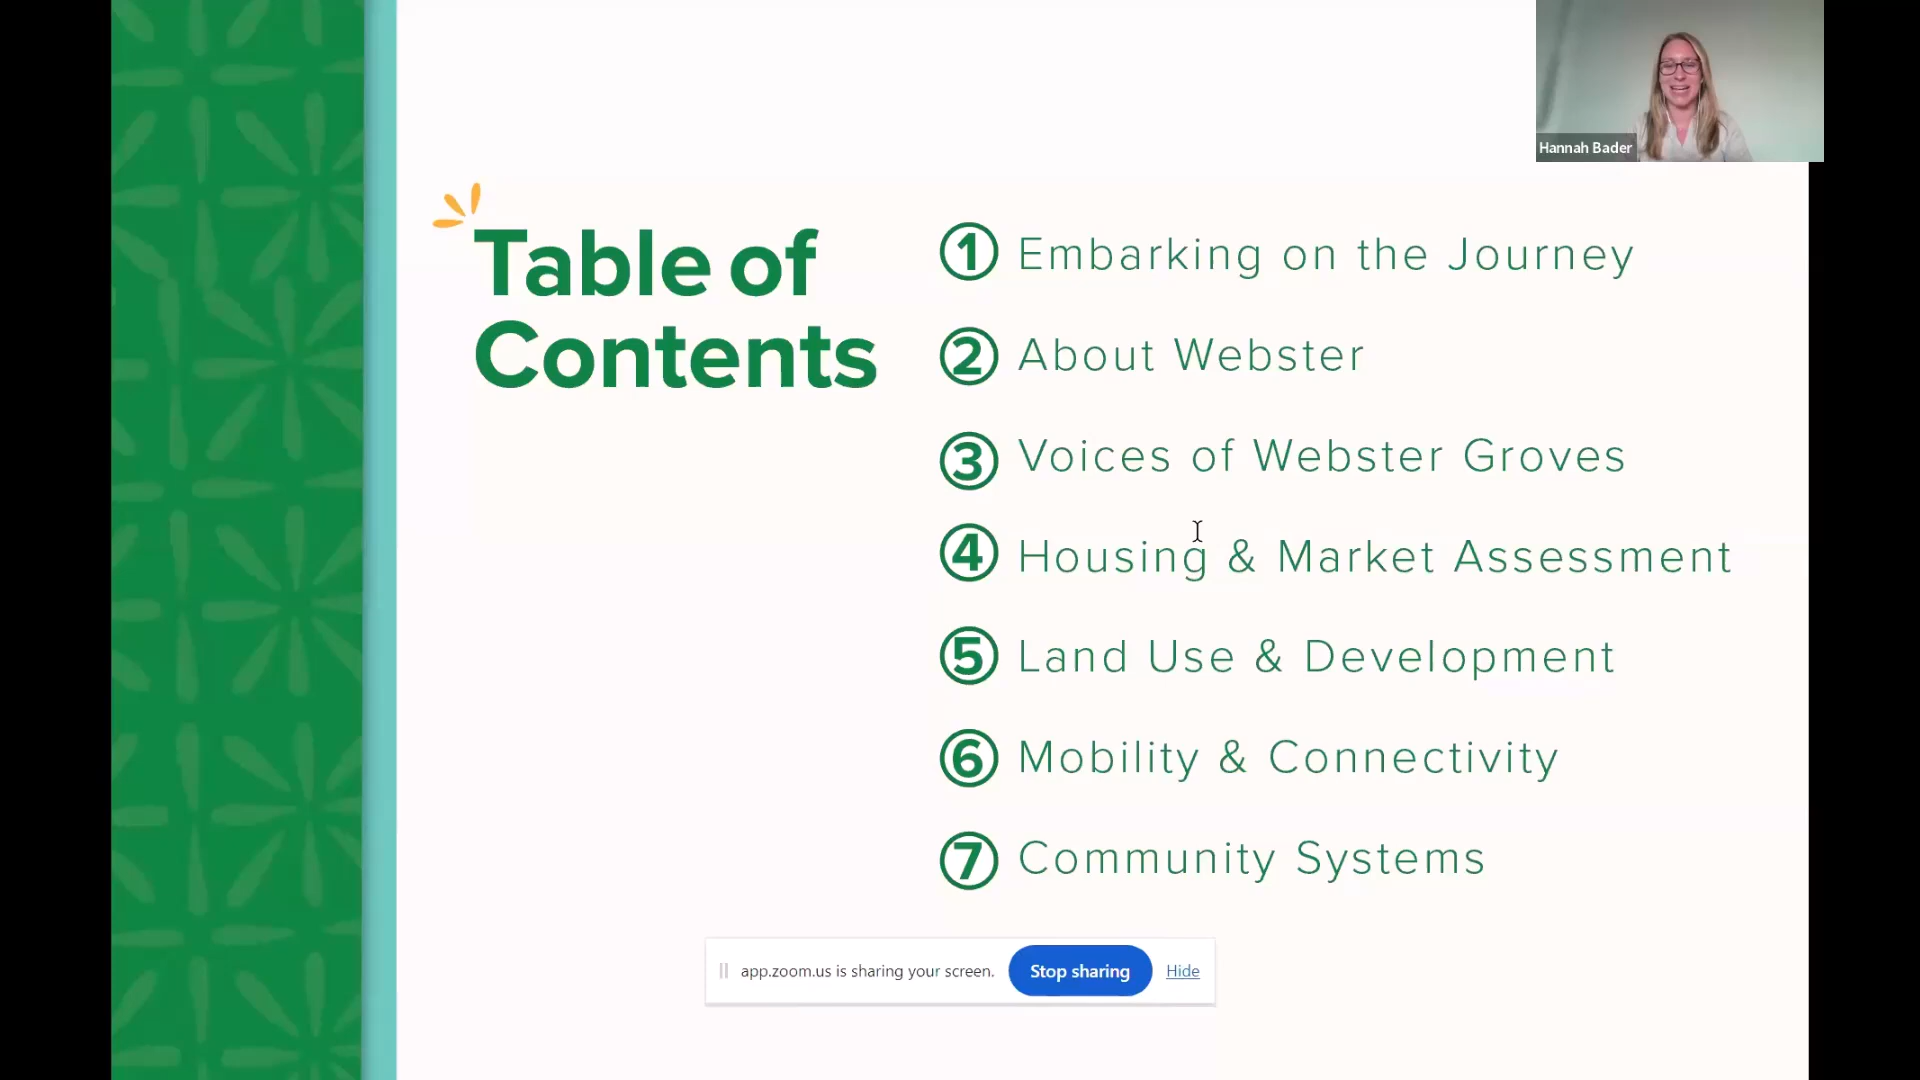 Hannah Bader
Table of
Contents
1 Embarking on the Journey
2 About Webster
3 Voices of Webster Groves
4 Housing & Market Assessment
5 Land Use & Development
6 Mobility & Connectivity
7 Community Systems
app.zoom.us is sharing your screen. Stop sharing Hide